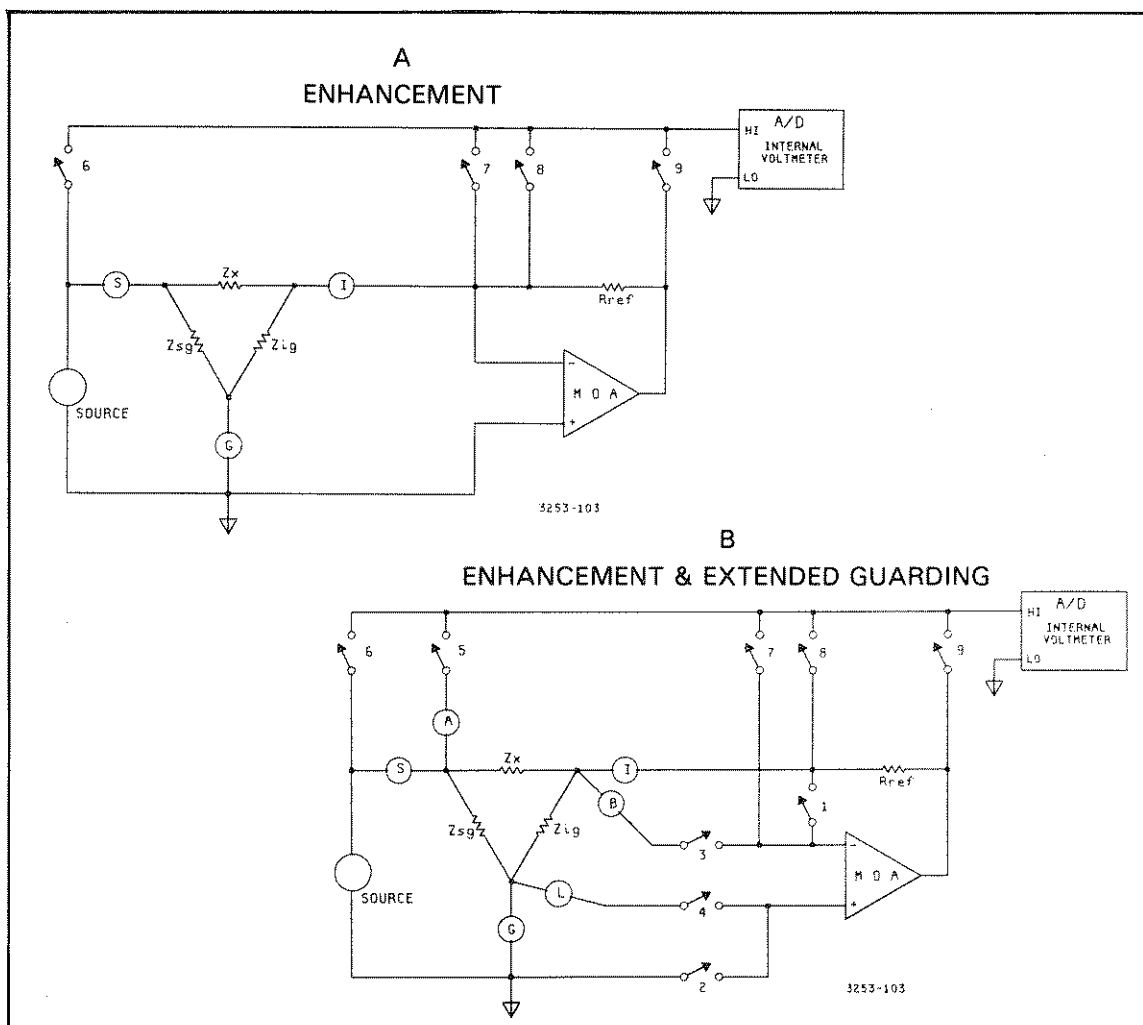 A
ENHANCEMENT
HI
A/D
INTERNAL
VOLTMETER
LO
6
7
8
9
S
Zx
I
Rref
Zsg
Zig
-
M O A
+
SOURCE
G
3253-103
B
ENHANCEMENT & EXTENDED GUARDING
HI
A/D
INTERNAL
VOLTMETER
LO
6
5
7
8
9
A
S
Zx
I
Rref
B
1
Zsg
Zig
3
-
M O A
+
SOURCE
L
4
G
2
3253-103